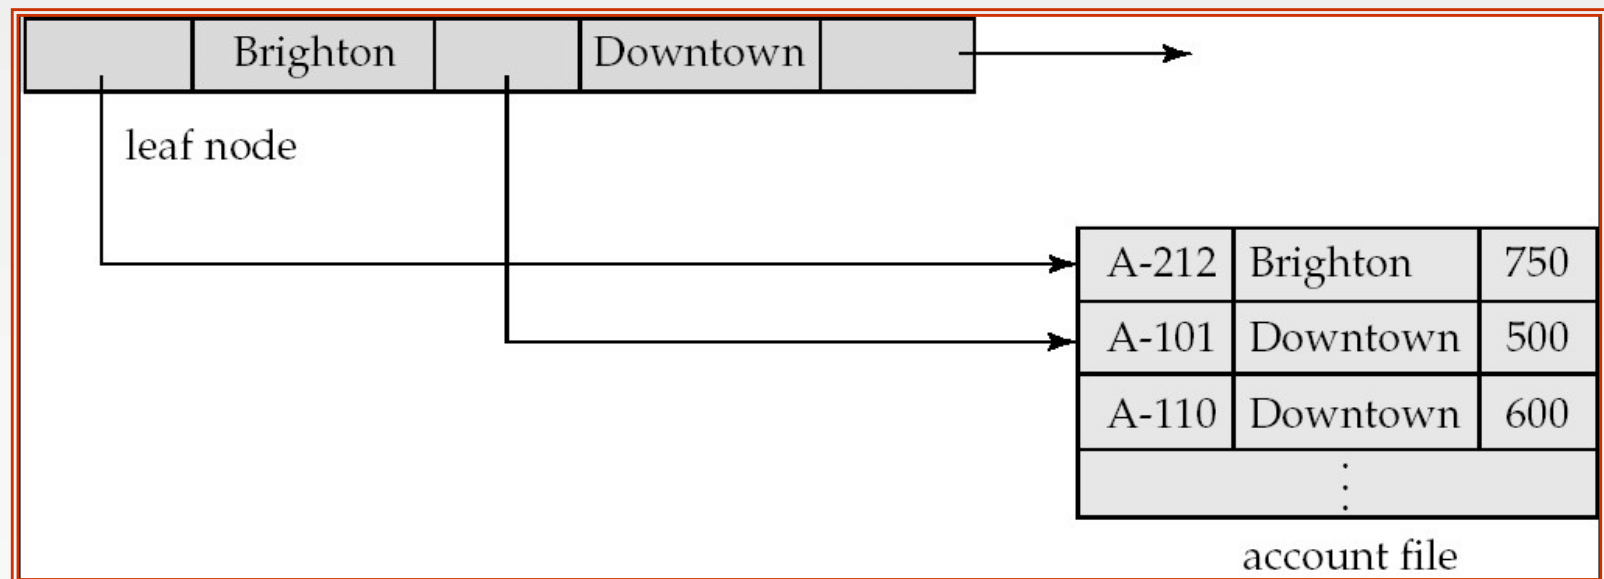 Brighton Downtown
leaf node
A-212 Brighton 750
A-101 Downtown 500
A-110 Downtown 600
account file